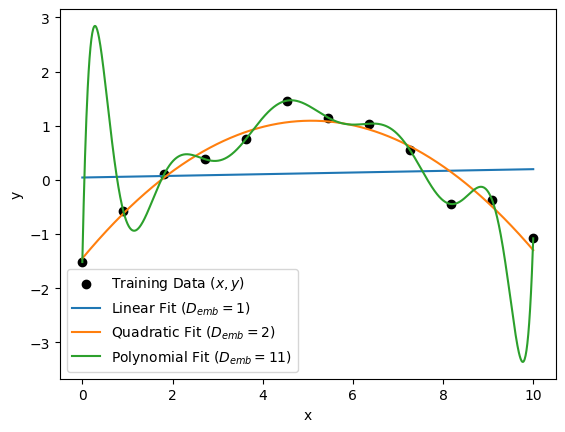 3
2
1
0
−1
−2
−3
y
Training Data (x, y)
Linear Fit (D_emb = 1)
Quadratic Fit (D_emb = 2)
Polynomial Fit (D_emb = 11)
0 2 4 6 8 10
x